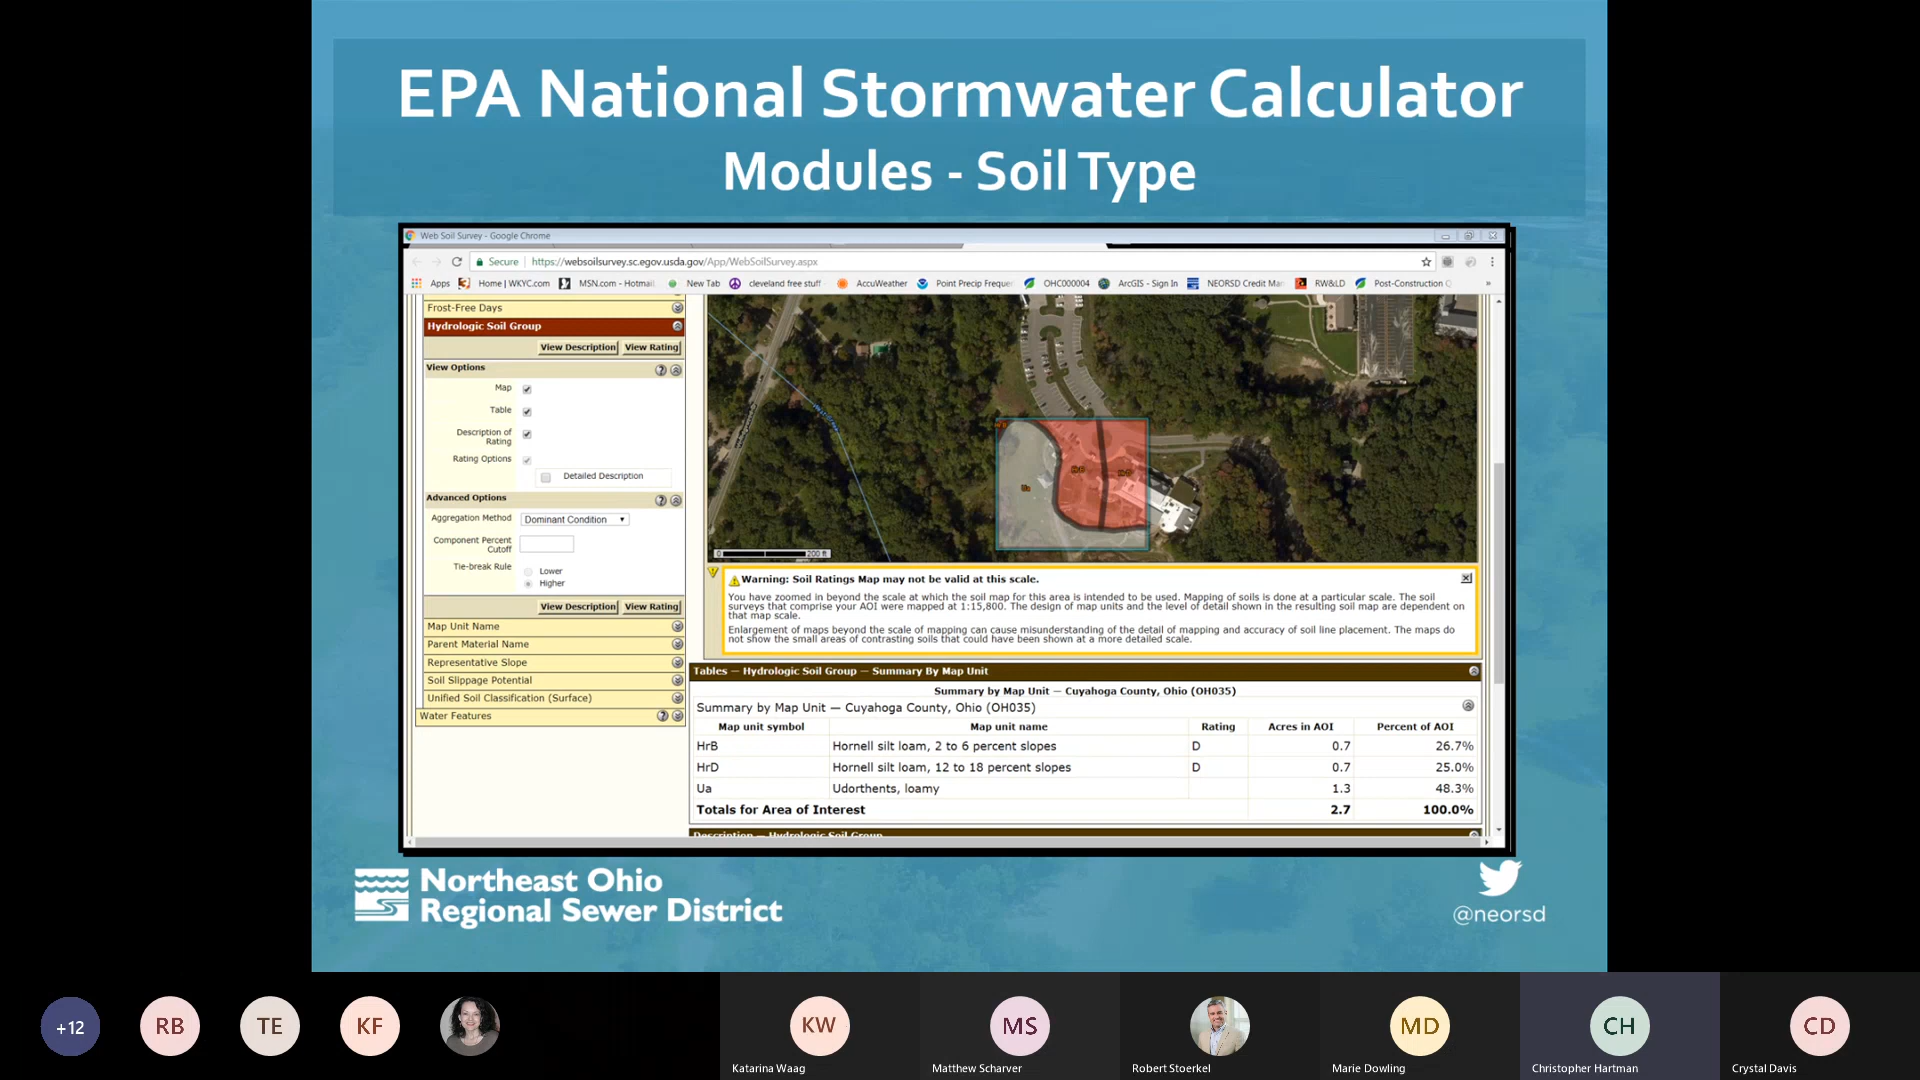 EPA National Stormwater Calculator
Modules - Soil Type
Web Soil Survey - Google Chrome
Secure | https://websoilsurvey.sc.egov.usda.gov/App/WebSoilSurvey.aspx
Apps Home | WKYC.com MSN.com - Hotmail New Tab cleveland free stuff AccuWeather Point Precip Frequen OHC000004 ArcGIS - Sign In NEORSD Credit Man RW&LD Post-Construction »
Frost-Free Days
Hydrologic Soil Group
View Description View Rating
View Options
Map
Table
Description of
Rating
Rating Options
Detailed Description
Advanced Options
Aggregation Method Dominant Condition
Component Percent
Cutoff
Tie-break Rule
Lower
Higher
View Description View Rating
Map Unit Name
Parent Material Name
Representative Slope
Soil Slippage Potential
Unified Soil Classification (Surface)
Water Features
HrB
HrD
Ua
0 200 ft
Warning: Soil Ratings Map may not be valid at this scale.
You have zoomed in beyond the scale at which the soil map for this area is intended to be used. Mapping of soils is done at a particular scale. The soil
surveys that comprise your AOI were mapped at 1:15,800. The design of map units and the level of detail shown in the resulting soil map are dependent on
that map scale.
Enlargement of maps beyond the scale of mapping can cause misunderstanding of the detail of mapping and accuracy of soil line placement. The maps do
not show the small areas of contrasting soils that could have been shown at a more detailed scale.
Tables — Hydrologic Soil Group — Summary By Map Unit
Summary by Map Unit — Cuyahoga County, Ohio (OH035)
Summary by Map Unit — Cuyahoga County, Ohio (OH035)
Map unit symbol Map unit name Rating Acres in AOI Percent of AOI
HrB Hornell silt loam, 2 to 6 percent slopes D 0.7 26.7%
HrD Hornell silt loam, 12 to 18 percent slopes D 0.7 25.0%
Ua Udorthents, loamy 1.3 48.3%
Totals for Area of Interest 2.7 100.0%
Description — Hydrologic Soil Group
Northeast Ohio
Regional Sewer District
@neorsd
+12
RB
TE
KF
KW
MS
MD
CH
CD
Katarina Waag
Matthew Scharver
Robert Stoerkel
Marie Dowling
Christopher Hartman
Crystal Davis